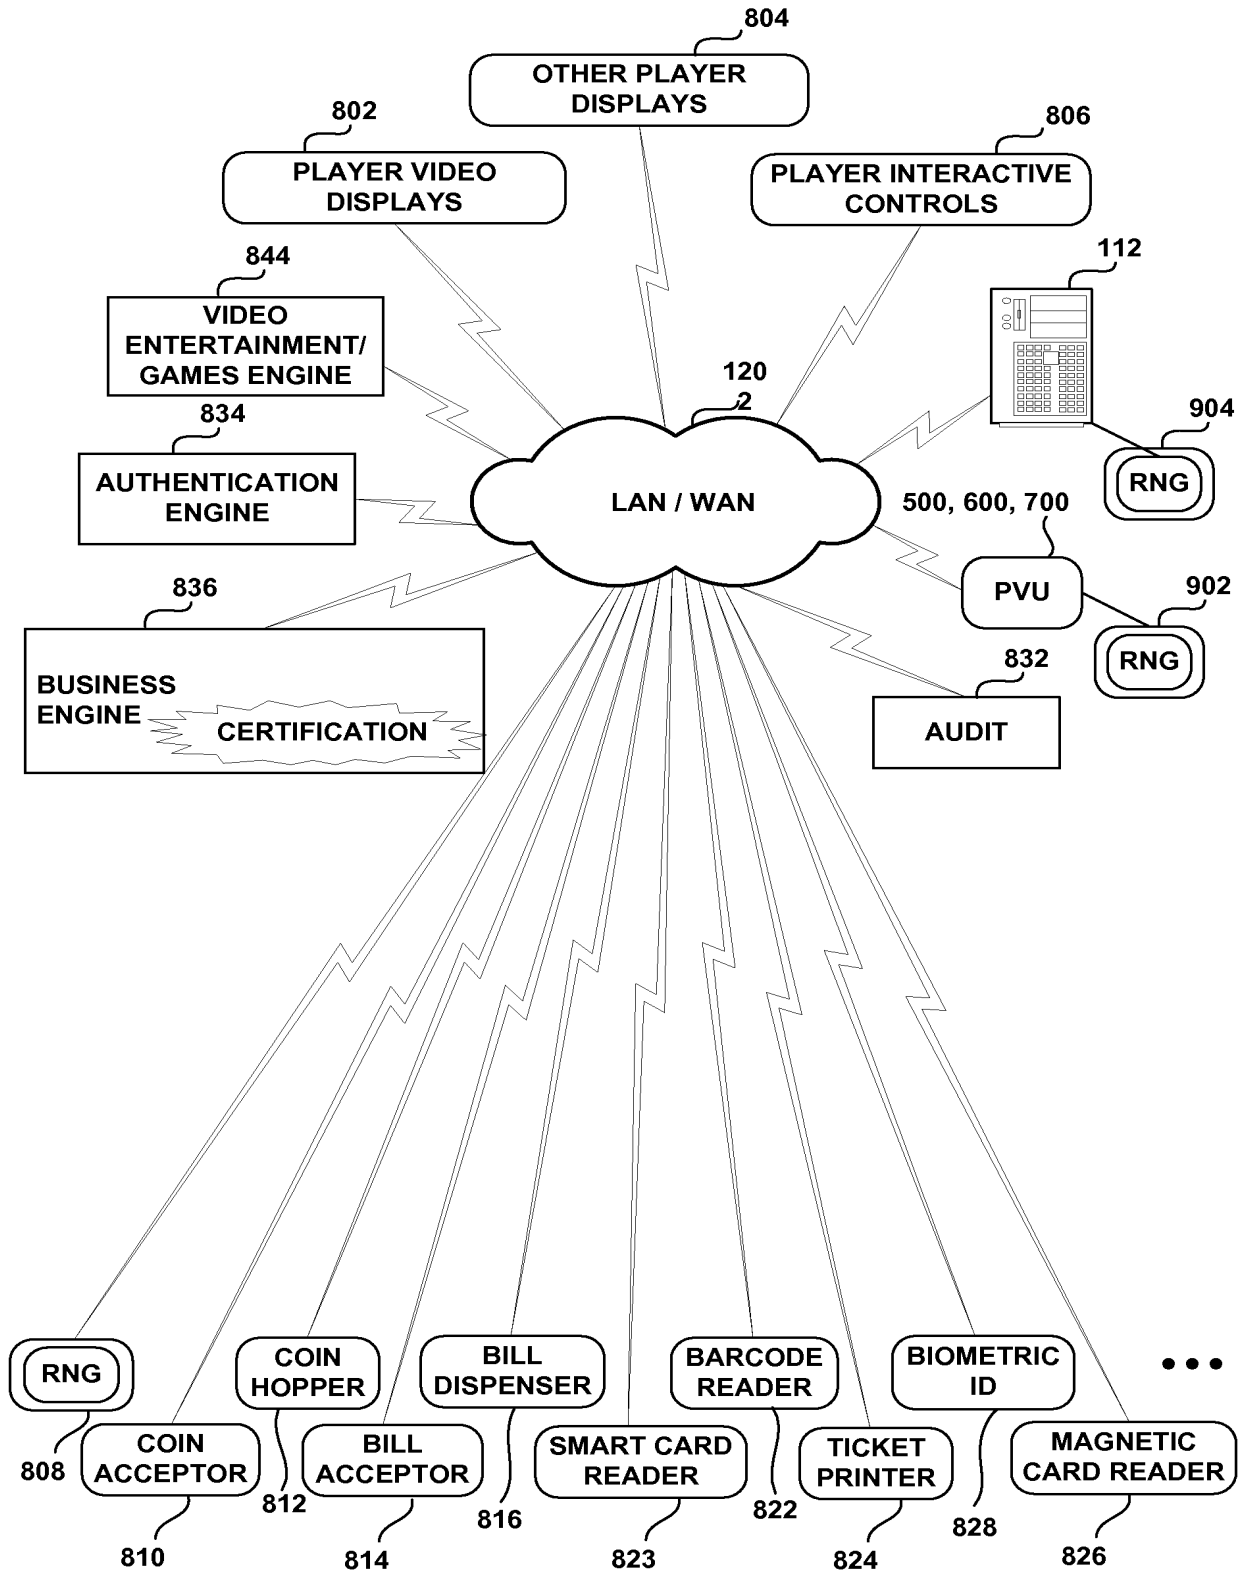 804
OTHER PLAYER
DISPLAYS
802
PLAYER VIDEO
DISPLAYS
806
PLAYER INTERACTIVE
CONTROLS
844
VIDEO
ENTERTAINMENT/
GAMES ENGINE
112
120
2
834
AUTHENTICATION
ENGINE
LAN / WAN
904
RNG
500, 600, 700
PVU
902
RNG
836
BUSINESS
ENGINE
CERTIFICATION
832
AUDIT
RNG
808
COIN
ACCEPTOR
810
COIN
HOPPER
812
BILL
ACCEPTOR
814
BILL
DISPENSER
816
SMART CARD
READER
823
BARCODE
READER
822
TICKET
PRINTER
824
BIOMETRIC
ID
828
MAGNETIC
CARD READER
826